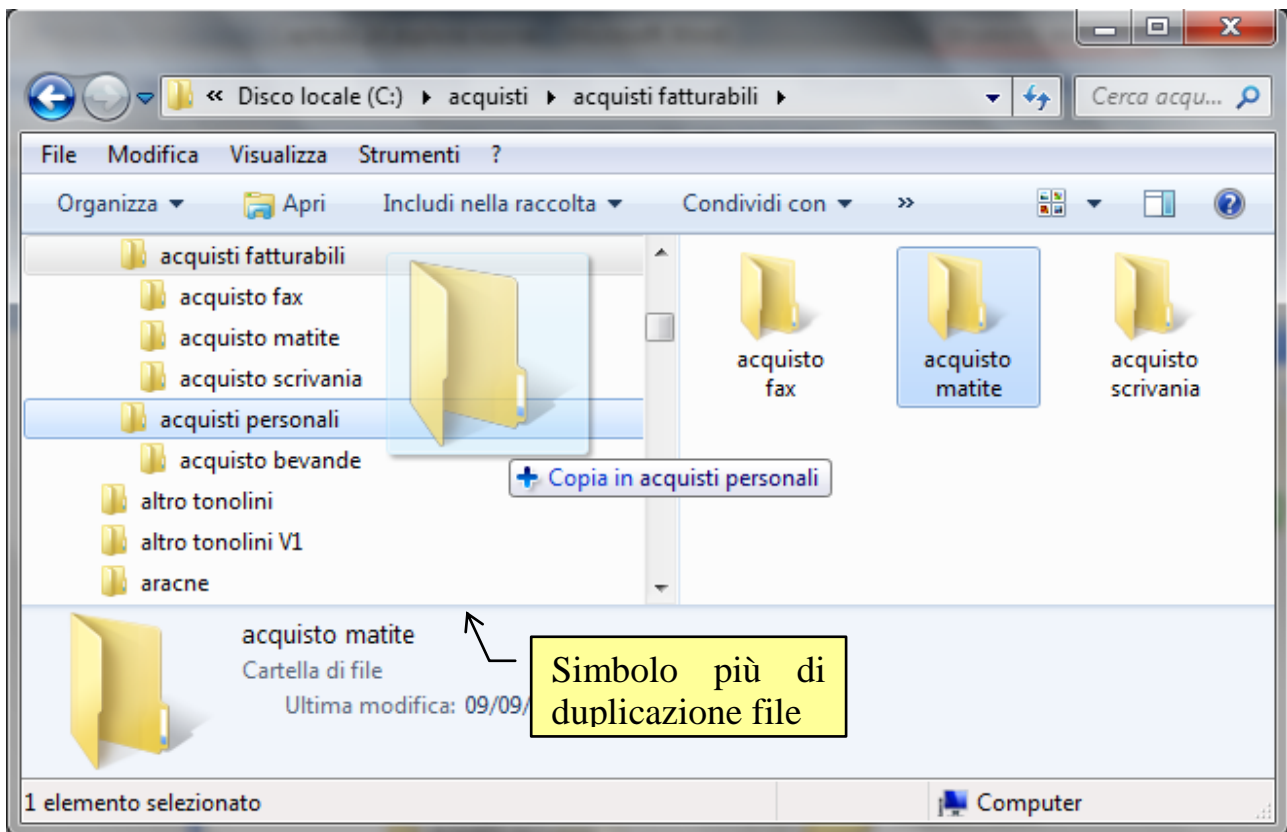 « Disco locale (C:) acquisti acquisti fatturabili Cerca acqu...
File Modifica Visualizza Strumenti ?
Organizza Apri Includi nella raccolta Condividi con »
acquisti fatturabili
acquisto fax
acquisto matite
acquisto scrivania
acquisti personali
acquisto bevande
altro tonolini
altro tonolini V1
aracne
acquisto
fax
acquisto
matite
acquisto
scrivania
Copia in acquisti personali
acquisto matite
Cartella di file
Ultima modifica: 09/09/
Simbolo più di
duplicazione file
1 elemento selezionato
Computer